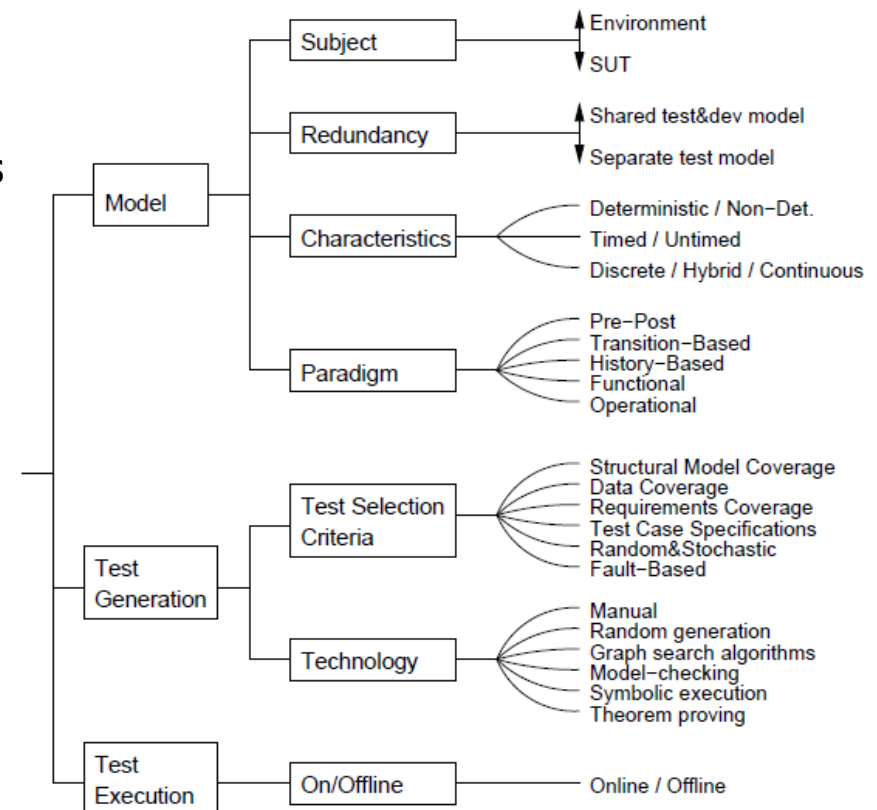 Subject
Environment
SUT
Redundancy
Shared test&dev model
Separate test model
s
Model
Characteristics
Deterministic / Non-Det.
Timed / Untimed
Discrete / Hybrid / Continuous
Paradigm
Pre-Post
Transition-Based
History-Based
Functional
Operational
Test
Generation
Test Selection
Criteria
Structural Model Coverage
Data Coverage
Requirements Coverage
Test Case Specifications
Random&Stochastic
Fault-Based
Technology
Manual
Random generation
Graph search algorithms
Model-checking
Symbolic execution
Theorem proving
Test
Execution
On/Offline
Online / Offline